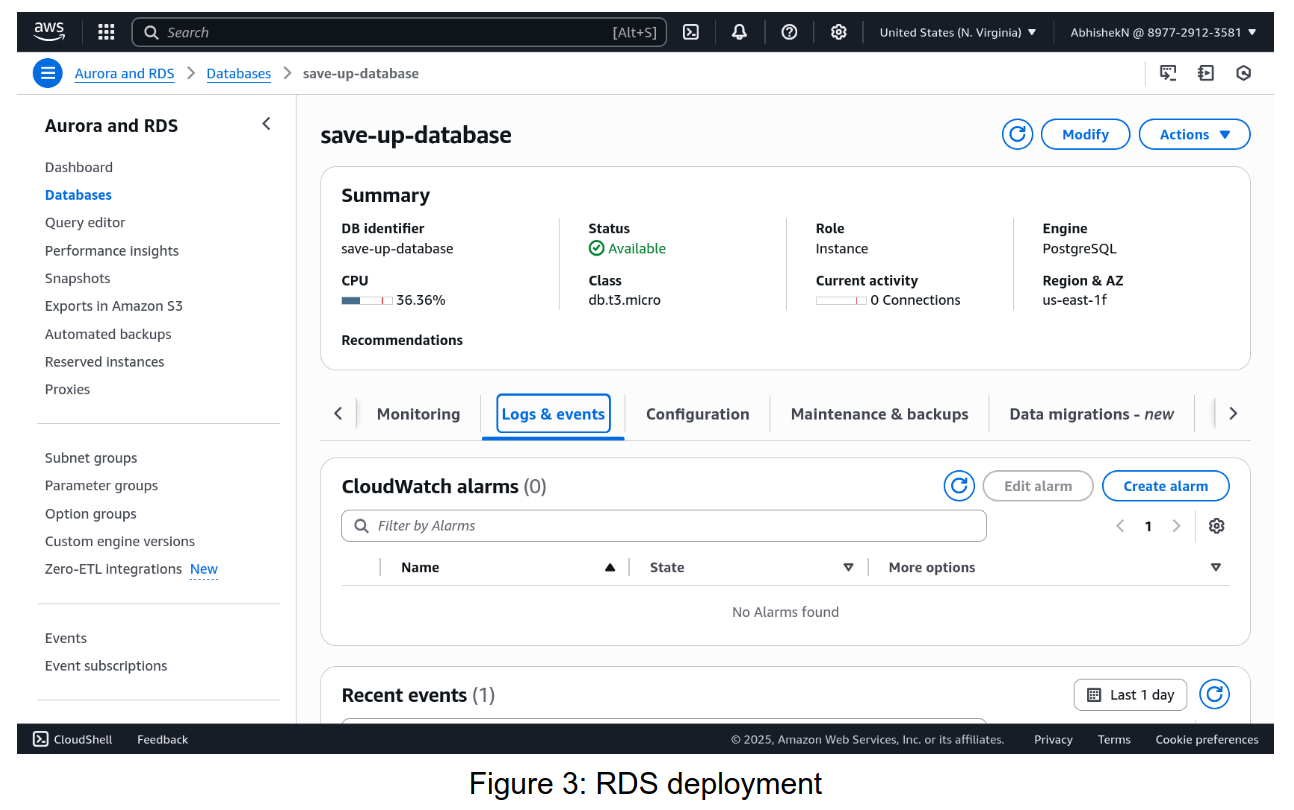 aws
Search [Alt+S]
United States (N. Virginia) ▼
AbhishekN @ 8977-2912-3581 ▼
Aurora and RDS > Databases > save-up-database
Aurora and RDS
Dashboard
Databases
Query editor
Performance insights
Snapshots
Exports in Amazon S3
Automated backups
Reserved instances
Proxies
Subnet groups
Parameter groups
Option groups
Custom engine versions
Zero-ETL integrations New
Events
Event subscriptions
save-up-database
Modify
Actions ▼
Summary
DB identifier
save-up-database
Status
Available
Role
Instance
Engine
PostgreSQL
CPU
36.36%
Class
db.t3.micro
Current activity
0 Connections
Region & AZ
us-east-1f
Recommendations
Monitoring
Logs & events
Configuration
Maintenance & backups
Data migrations - new
CloudWatch alarms (0)
Edit alarm
Create alarm
Filter by Alarms
< 1 >
Name
State
More options
No Alarms found
Recent events (1)
Last 1 day
CloudShell
Feedback
© 2025, Amazon Web Services, Inc. or its affiliates.
Privacy
Terms
Cookie preferences
Figure 3: RDS deployment